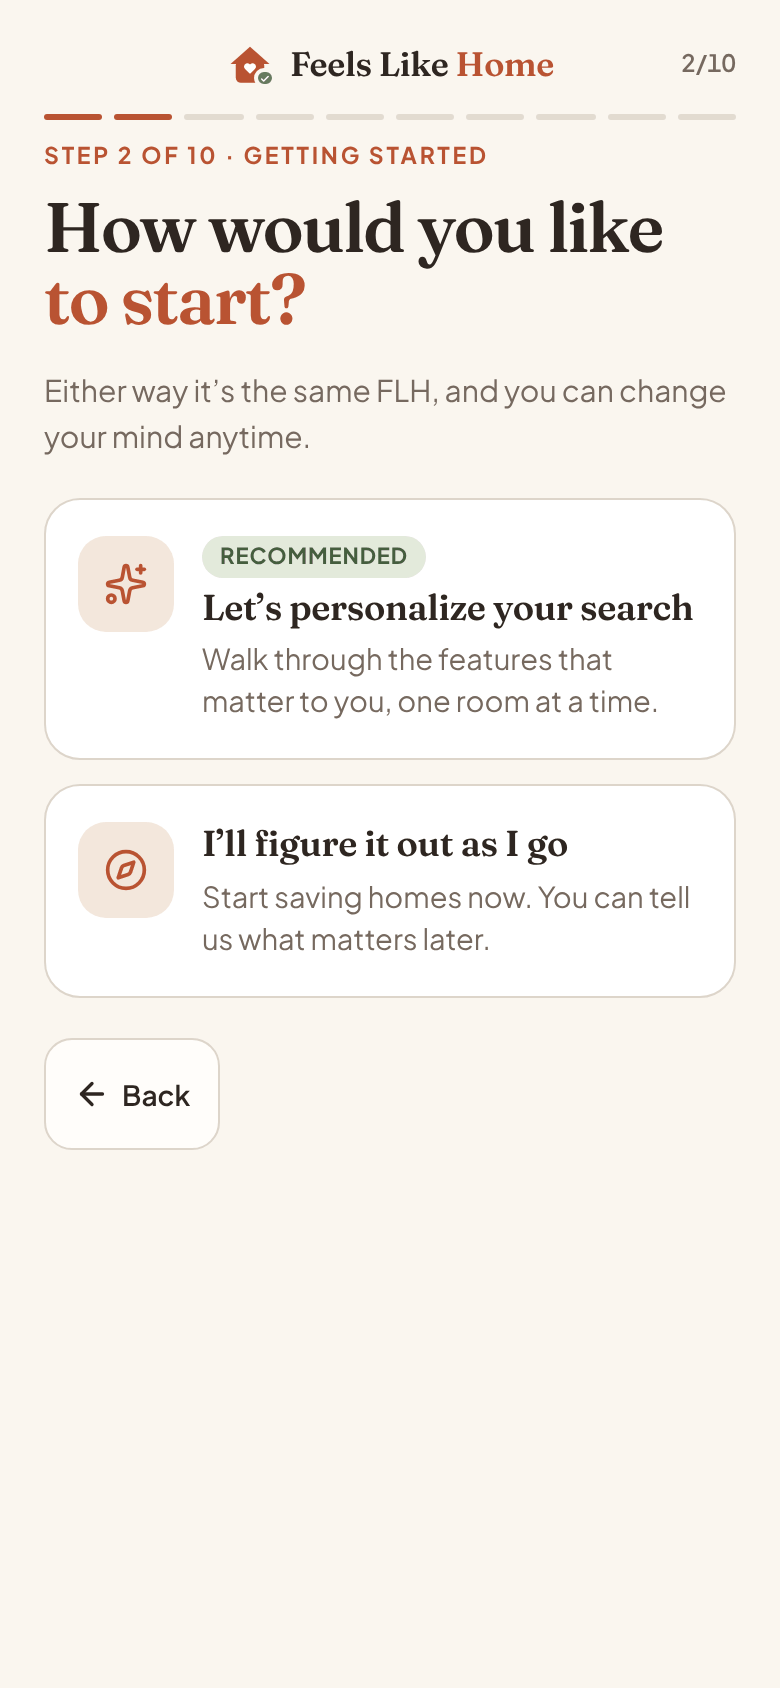 Feels Like Home
2/10
STEP 2 OF 10 · GETTING STARTED
How would you like
to start?
Either way it’s the same FLH, and you can change
your mind anytime.
RECOMMENDED
Let’s personalize your search
Walk through the features that
matter to you, one room at a time.
I’ll figure it out as I go
Start saving homes now. You can tell
us what matters later.
Back